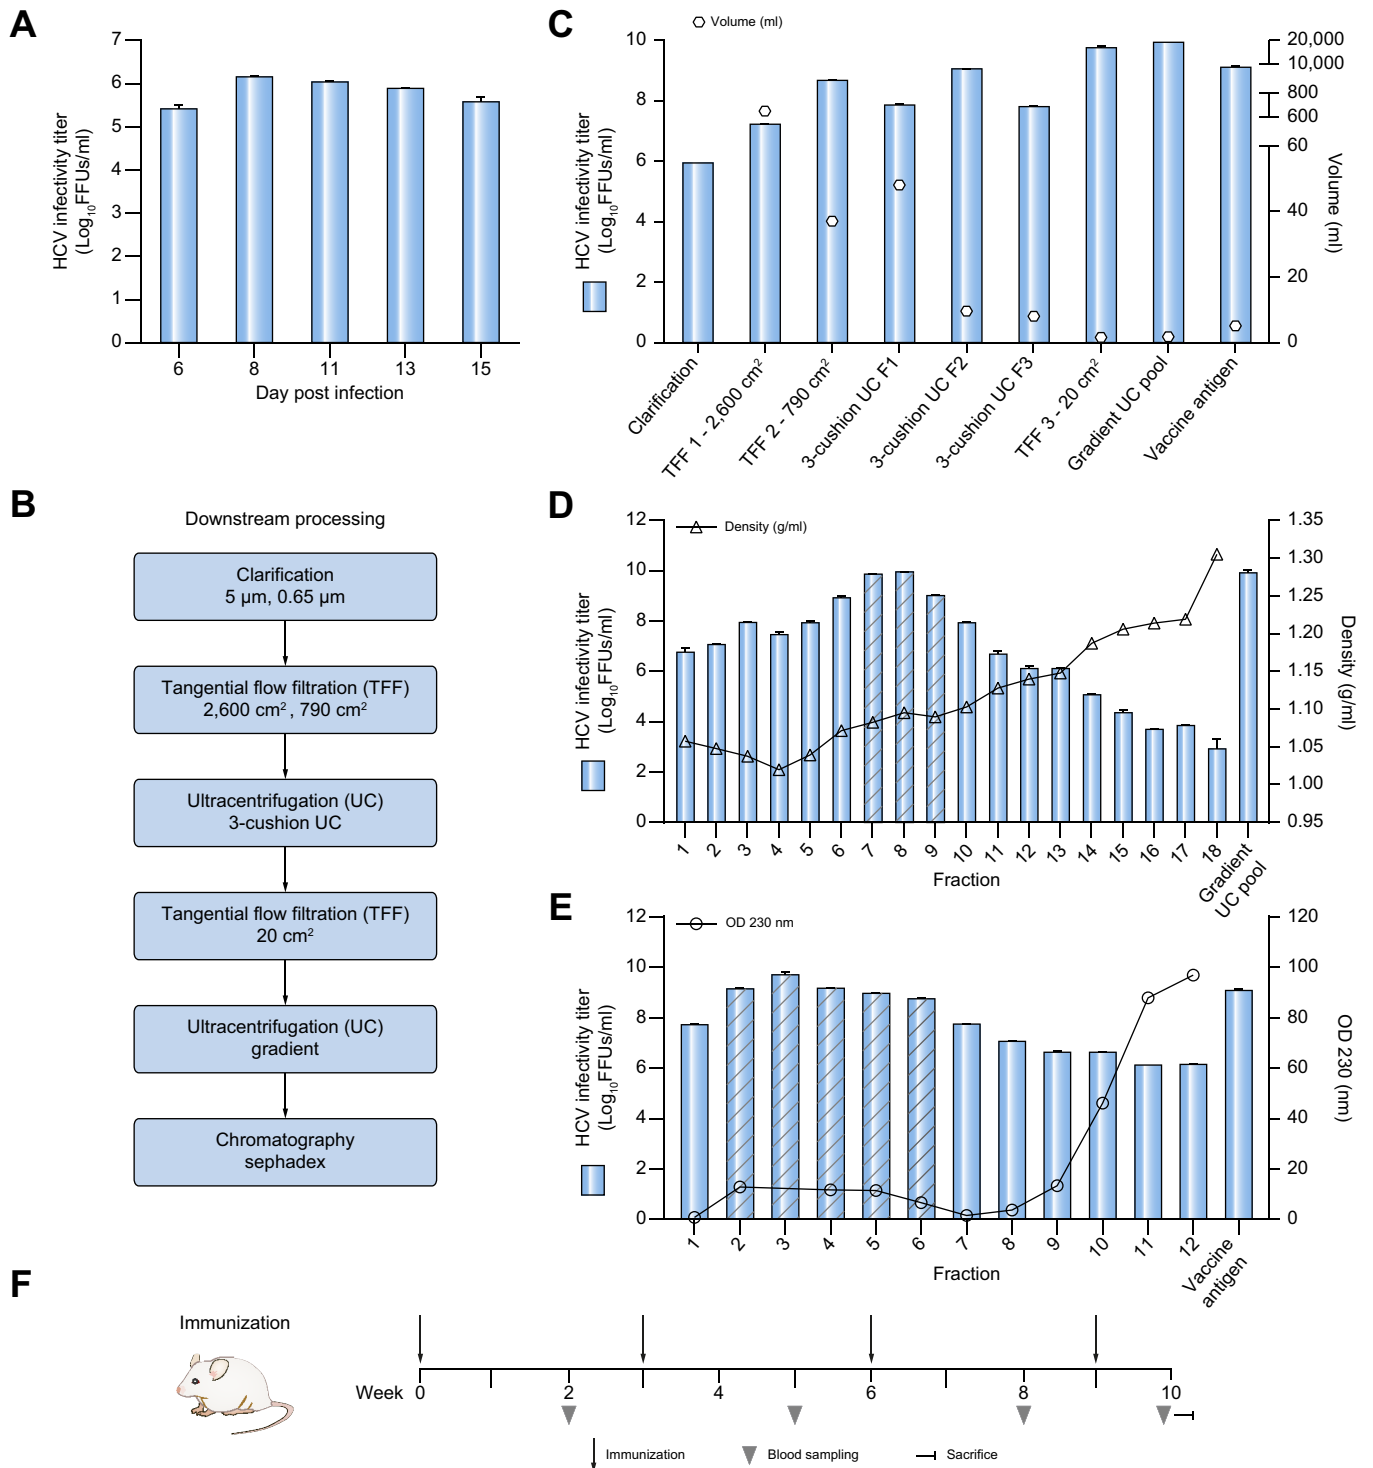 A
7
6
5
4
3
2
1
0
HCV infectivity titer
(Log10FFUs/ml)
6 8 11 13 15
Day post infection
B
Downstream processing
Clarification
5 µm, 0.65 µm
Tangential flow filtration (TFF)
2,600 cm², 790 cm²
Ultracentrifugation (UC)
3-cushion UC
Tangential flow filtration (TFF)
20 cm²
Ultracentrifugation (UC)
gradient
Chromatography
sephadex
C
Volume (ml)
10
8
6
4
2
0
HCV infectivity titer
(Log10FFUs/ml)
20,000
10,000
800
600
60
40
20
0
Volume (ml)
Clarification
TFF 1 - 2,600 cm²
TFF 2 - 790 cm²
3-cushion UC F1
3-cushion UC F2
3-cushion UC F3
TFF 3 - 20 cm²
Gradient UC pool
Vaccine antigen
D
Density (g/ml)
12
10
8
6
4
2
0
HCV infectivity titer
(Log10FFUs/ml)
1.35
1.30
1.25
1.20
1.15
1.10
1.05
1.00
0.95
Density (g/ml)
1 2 3 4 5 6 7 8 9 10 11 12 13 14 15 16 17 18
Gradient
UC pool
Fraction
E
OD 230 nm
12
10
8
6
4
2
0
HCV infectivity titer
(Log10FFUs/ml)
120
100
80
60
40
20
0
OD 230 (nm)
1 2 3 4 5 6 7 8 9 10 11 12
Vaccine
antigen
Fraction
F
Immunization
Week 0 2 4 6 8 10
Immunization
Blood sampling
Sacrifice